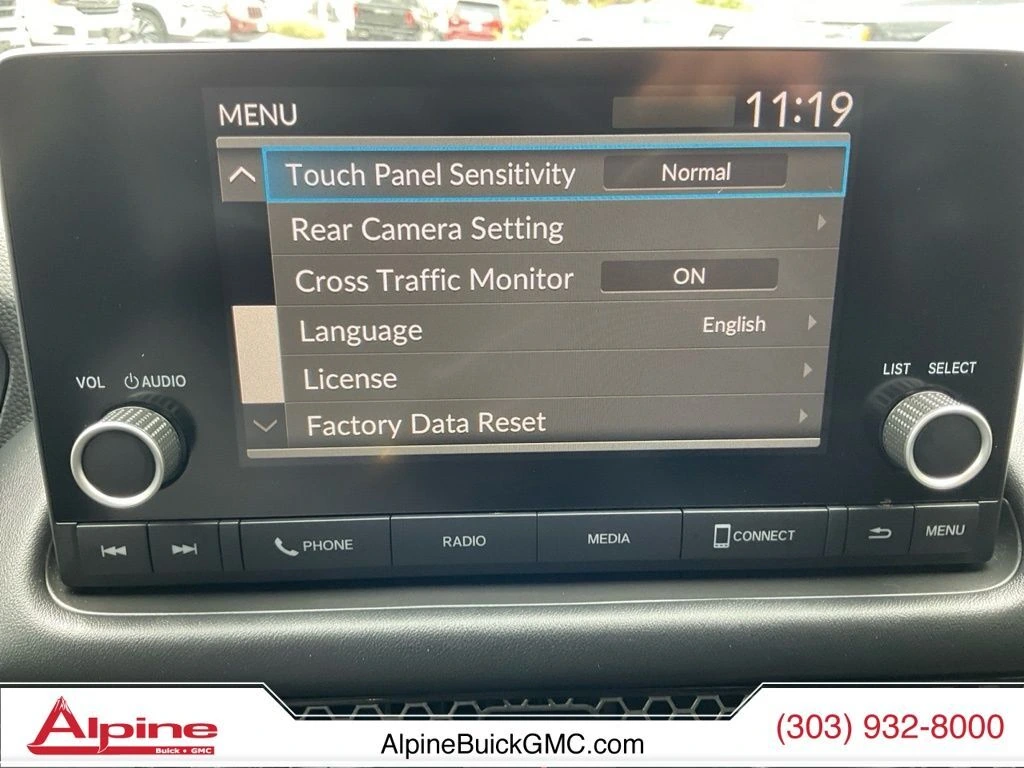 MENU 11:19
Touch Panel Sensitivity Normal
Rear Camera Setting
Cross Traffic Monitor ON
Language English
License
Factory Data Reset
VOL AUDIO
LIST SELECT
PHONE RADIO MEDIA CONNECT MENU
Alpine
Buick • GMC
AlpineBuickGMC.com
(303) 932-8000